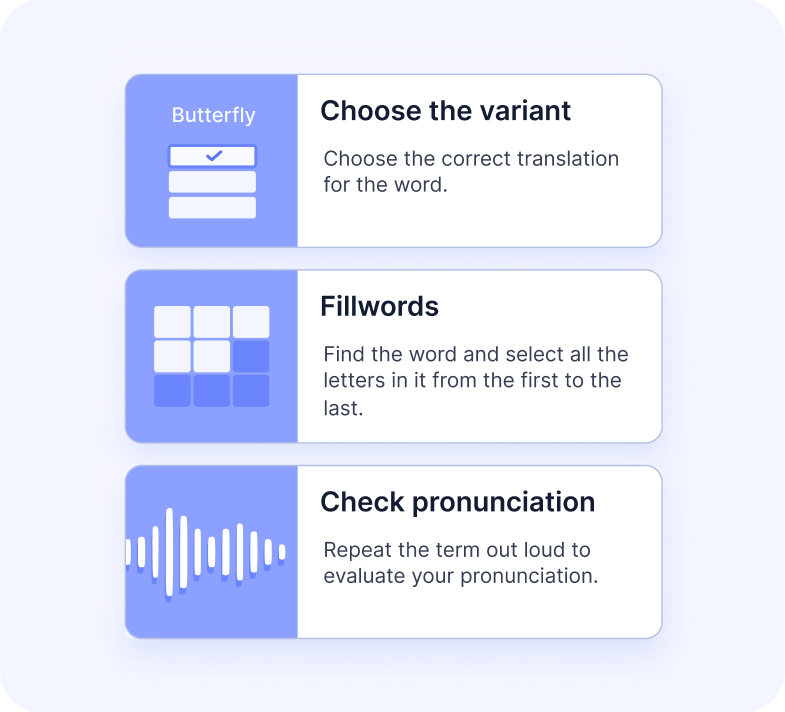 Butterfly
Choose the variant
Choose the correct translation
for the word.
Fillwords
Find the word and select all the
letters in it from the first to the
last.
Check pronunciation
Repeat the term out loud to
evaluate your pronunciation.